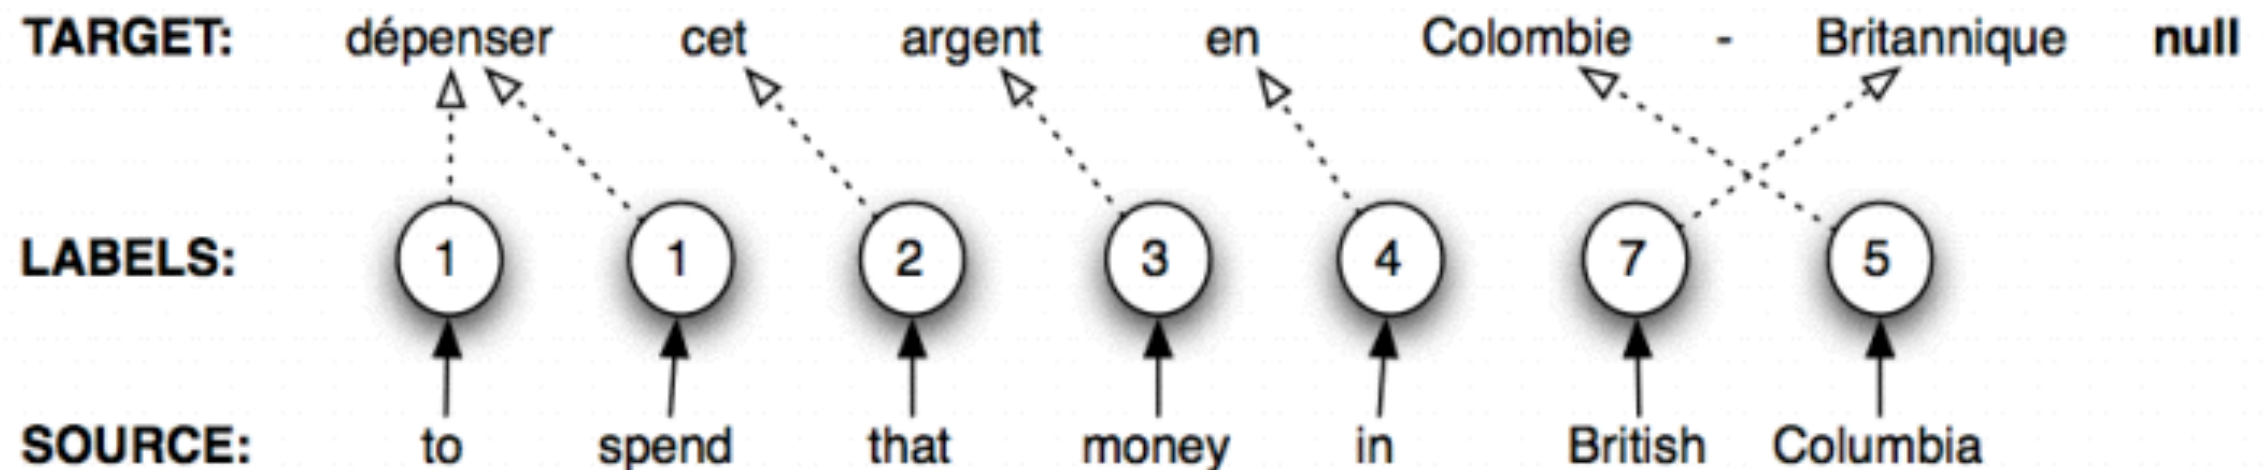 TARGET: dépenser cet argent en Colombie - Britannique null
LABELS: 1 1 2 3 4 7 5
SOURCE: to spend that money in British Columbia